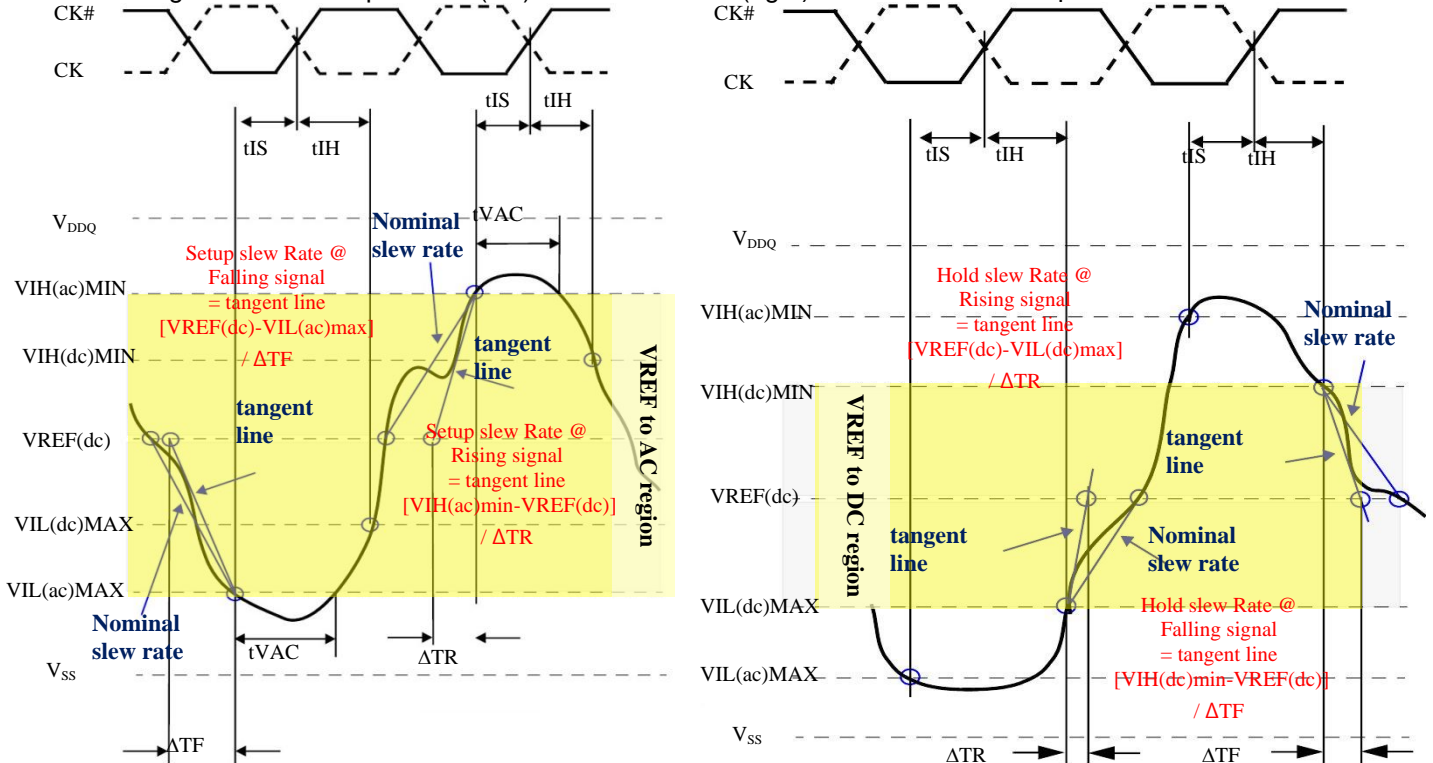 CK#
CK
tIS
tIH
tIS
tIH
VDDQ
Nominal
slew rate
tVAC
Setup slew Rate @
Falling signal
= tangent line
[VREF(dc)-VIL(ac)max]
/ ΔTF
VIH(ac)MIN
VIH(dc)MIN
tangent
line
tangent
line
VREF(dc)
Setup slew Rate @
Rising signal
= tangent line
[VIH(ac)min-VREF(dc)]
/ ΔTR
VREF to AC region
VIL(dc)MAX
VIL(ac)MAX
Nominal
slew rate
tVAC
ΔTR
VSS
ΔTF
CK#
CK
tIS
tIH
tIS
tIH
VDDQ
Hold slew Rate @
Rising signal
= tangent line
[VREF(dc)-VIL(dc)max]
/ ΔTR
VIH(ac)MIN
Nominal
slew rate
VIH(dc)MIN
VREF to DC region
tangent
line
VREF(dc)
tangent
line
Nominal
slew rate
VIL(dc)MAX
Hold slew Rate @
Falling signal
= tangent line
[VIH(dc)min-VREF(dc)]
/ ΔTF
VIL(ac)MAX
VSS
ΔTR
ΔTF